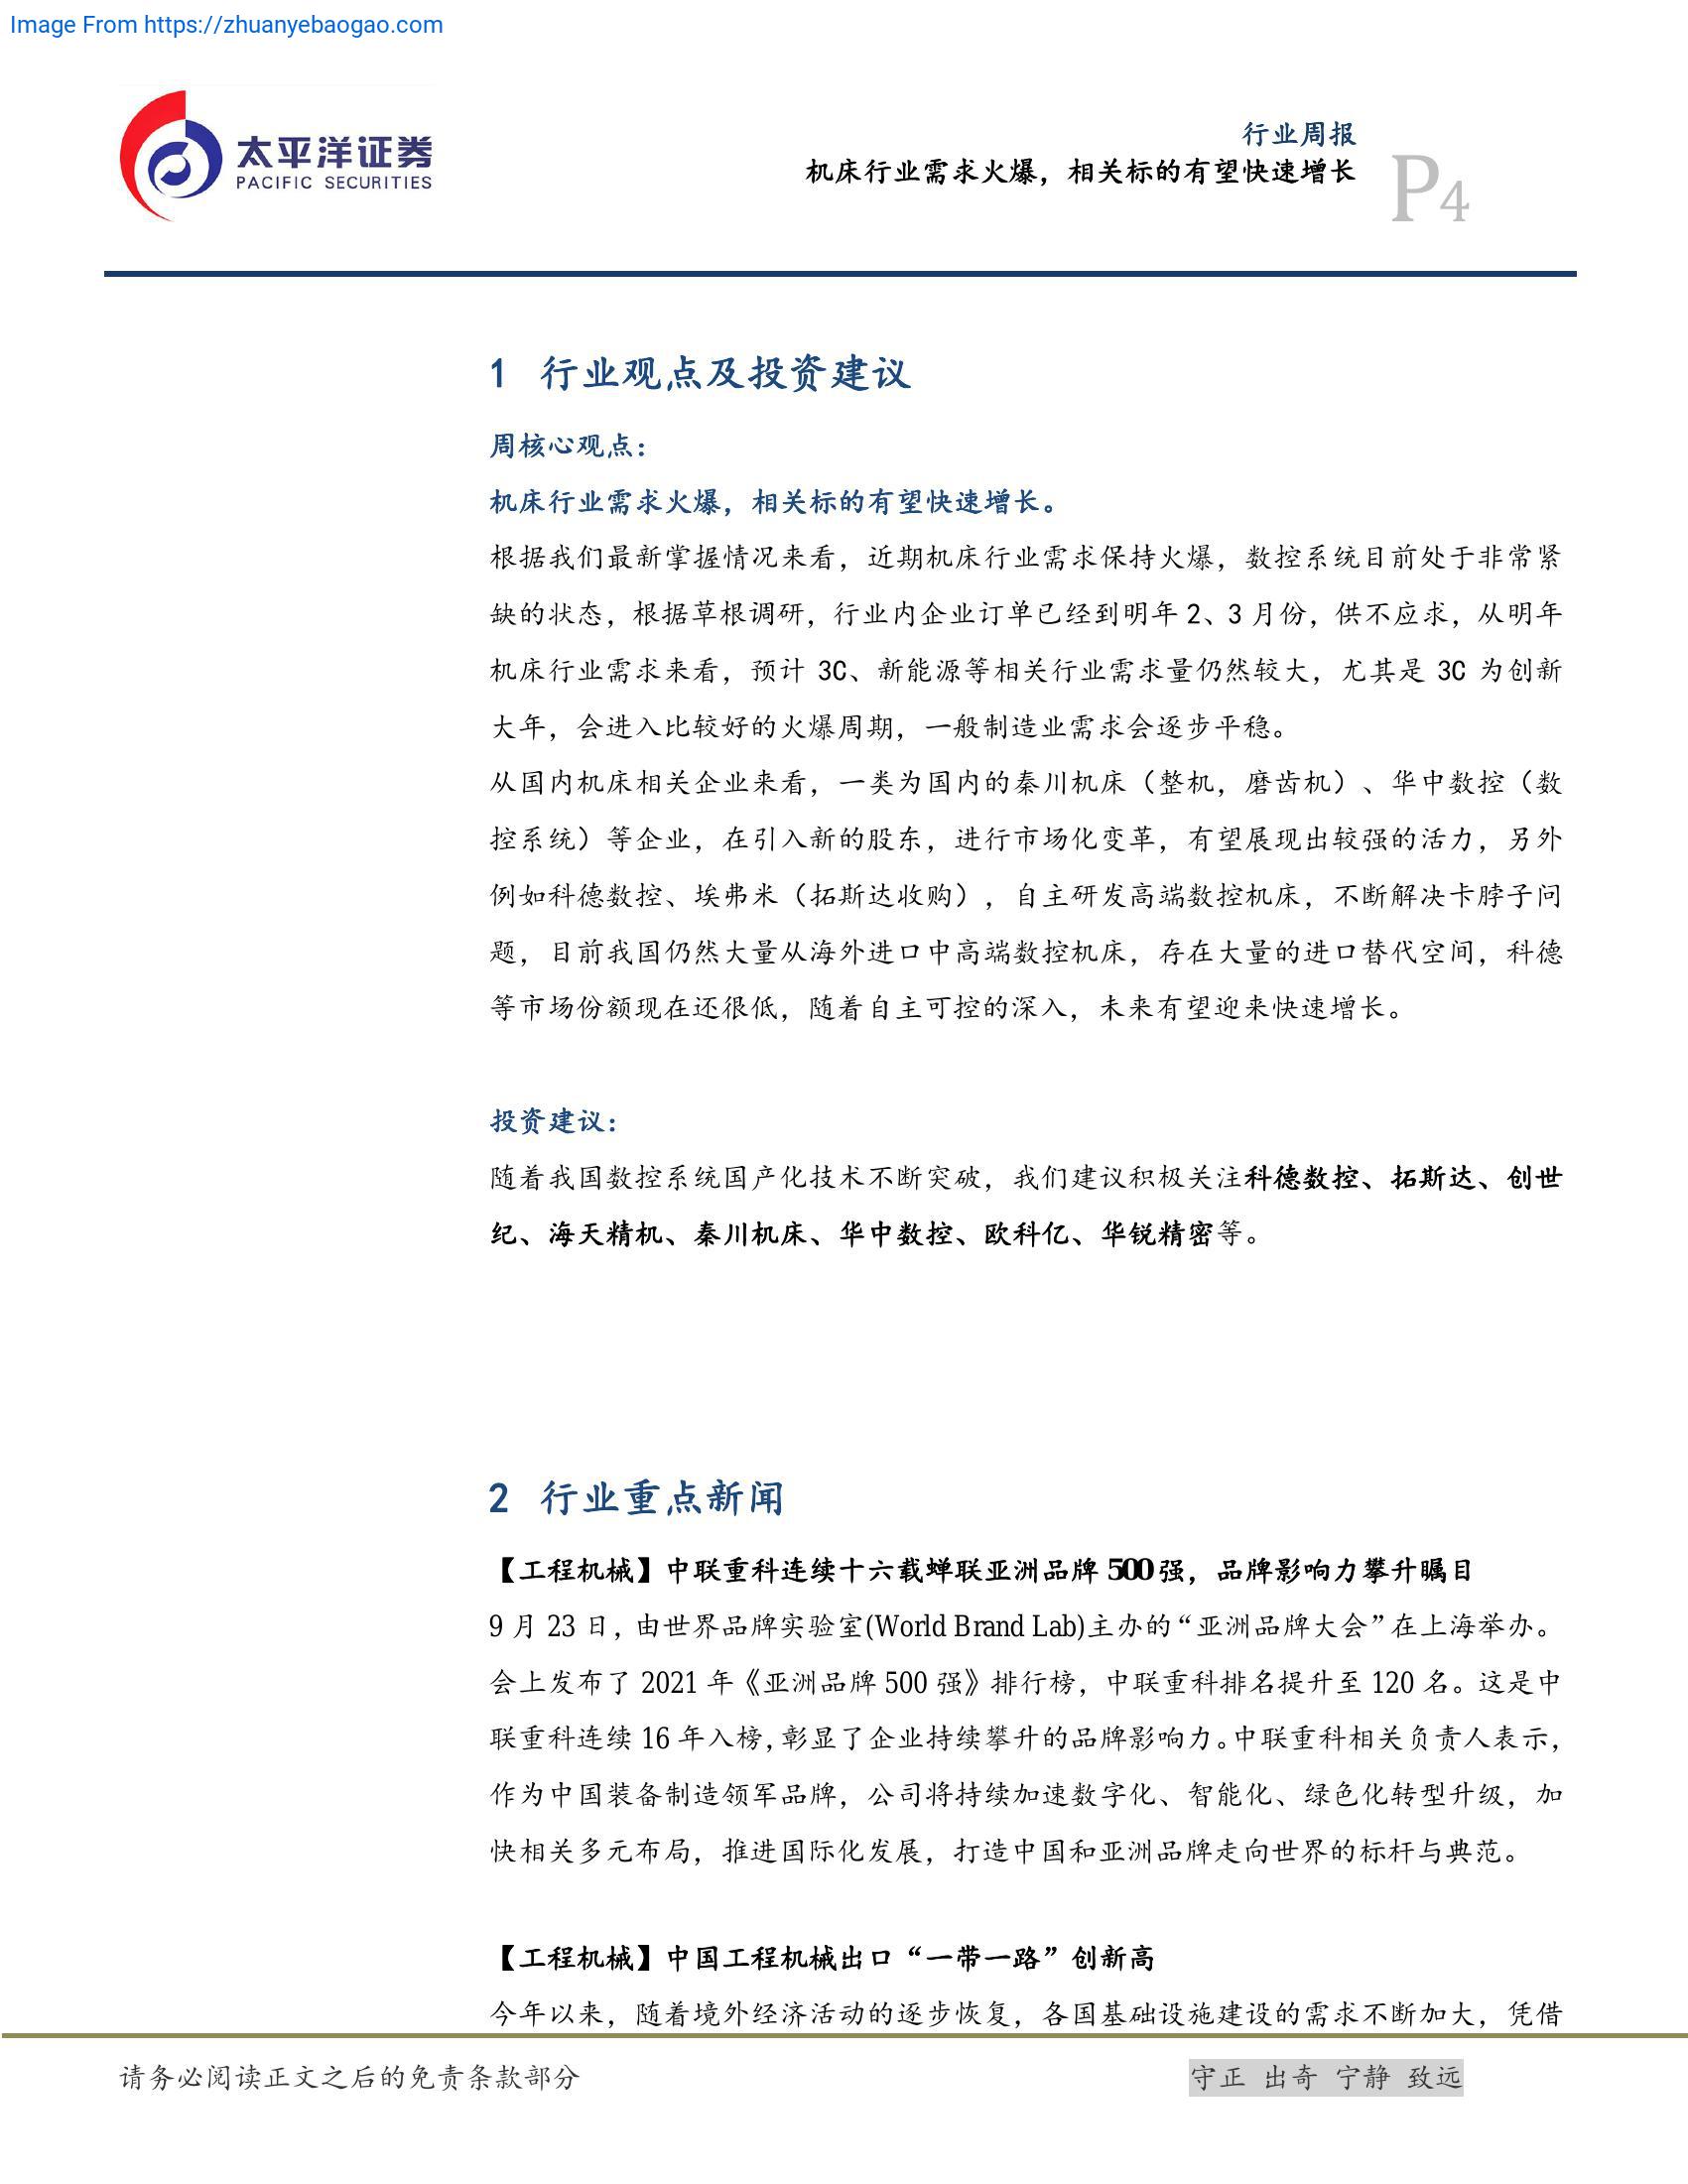 Image From https://zhuanyebaogao.com
太平洋证券
PACIFIC SECURITIES
行业周报
机床行业需求火爆，相关标的有望快速增长
P4
1 行业观点及投资建议
周核心观点：
机床行业需求火爆，相关标的有望快速增长。
根据我们最新掌握情况来看，近期机床行业需求保持火爆，数控系统目前处于非常紧
缺的状态，根据草根调研，行业内企业订单已经到明年 2、3 月份，供不应求，从明年
机床行业需求来看，预计 3C、新能源等相关行业需求量仍然较大，尤其是 3C 为创新
大年，会进入比较好的火爆周期，一般制造业需求会逐步平稳。
从国内机床相关企业来看，一类为国内的秦川机床（整机，磨齿机）、华中数控（数
控系统）等企业，在引入新的股东，进行市场化变革，有望展现出较强的活力，另外
例如科德数控、埃弗米（拓斯达收购），自主研发高端数控机床，不断解决卡脖子问
题，目前我国仍然大量从海外进口中高端数控机床，存在大量的进口替代空间，科德
等市场份额现在还很低，随着自主可控的深入，未来有望迎来快速增长。
投资建议：
随着我国数控系统国产化技术不断突破，我们建议积极关注科德数控、拓斯达、创世
纪、海天精机、秦川机床、华中数控、欧科亿、华锐精密等。
2 行业重点新闻
【工程机械】中联重科连续十六载蝉联亚洲品牌 500 强，品牌影响力攀升瞩目
9 月 23 日，由世界品牌实验室(World Brand Lab)主办的“亚洲品牌大会”在上海举办。
会上发布了 2021 年《亚洲品牌 500 强》排行榜，中联重科排名提升至 120 名。这是中
联重科连续 16 年入榜，彰显了企业持续攀升的品牌影响力。中联重科相关负责人表示，
作为中国装备制造领军品牌，公司将持续加速数字化、智能化、绿色化转型升级，加
快相关多元布局，推进国际化发展，打造中国和亚洲品牌走向世界的标杆与典范。
【工程机械】中国工程机械出口“一带一路”创新高
今年以来，随着境外经济活动的逐步恢复，各国基础设施建设的需求不断加大，凭借
请务必阅读正文之后的免责条款部分
守正 出奇 宁静 致远